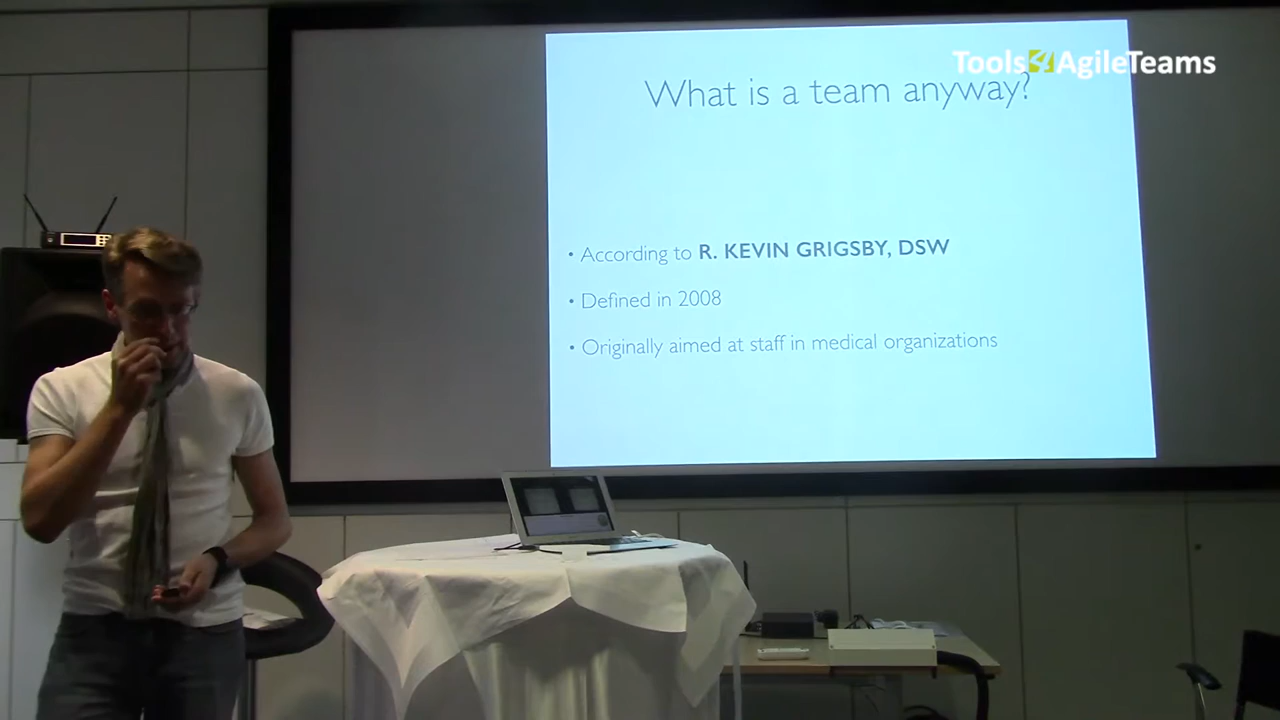 Tools4AgileTeams
What is a team anyway?
• According to R. KEVIN GRIGSBY, DSW
• Defined in 2008
• Originally aimed at staff in medical organizations